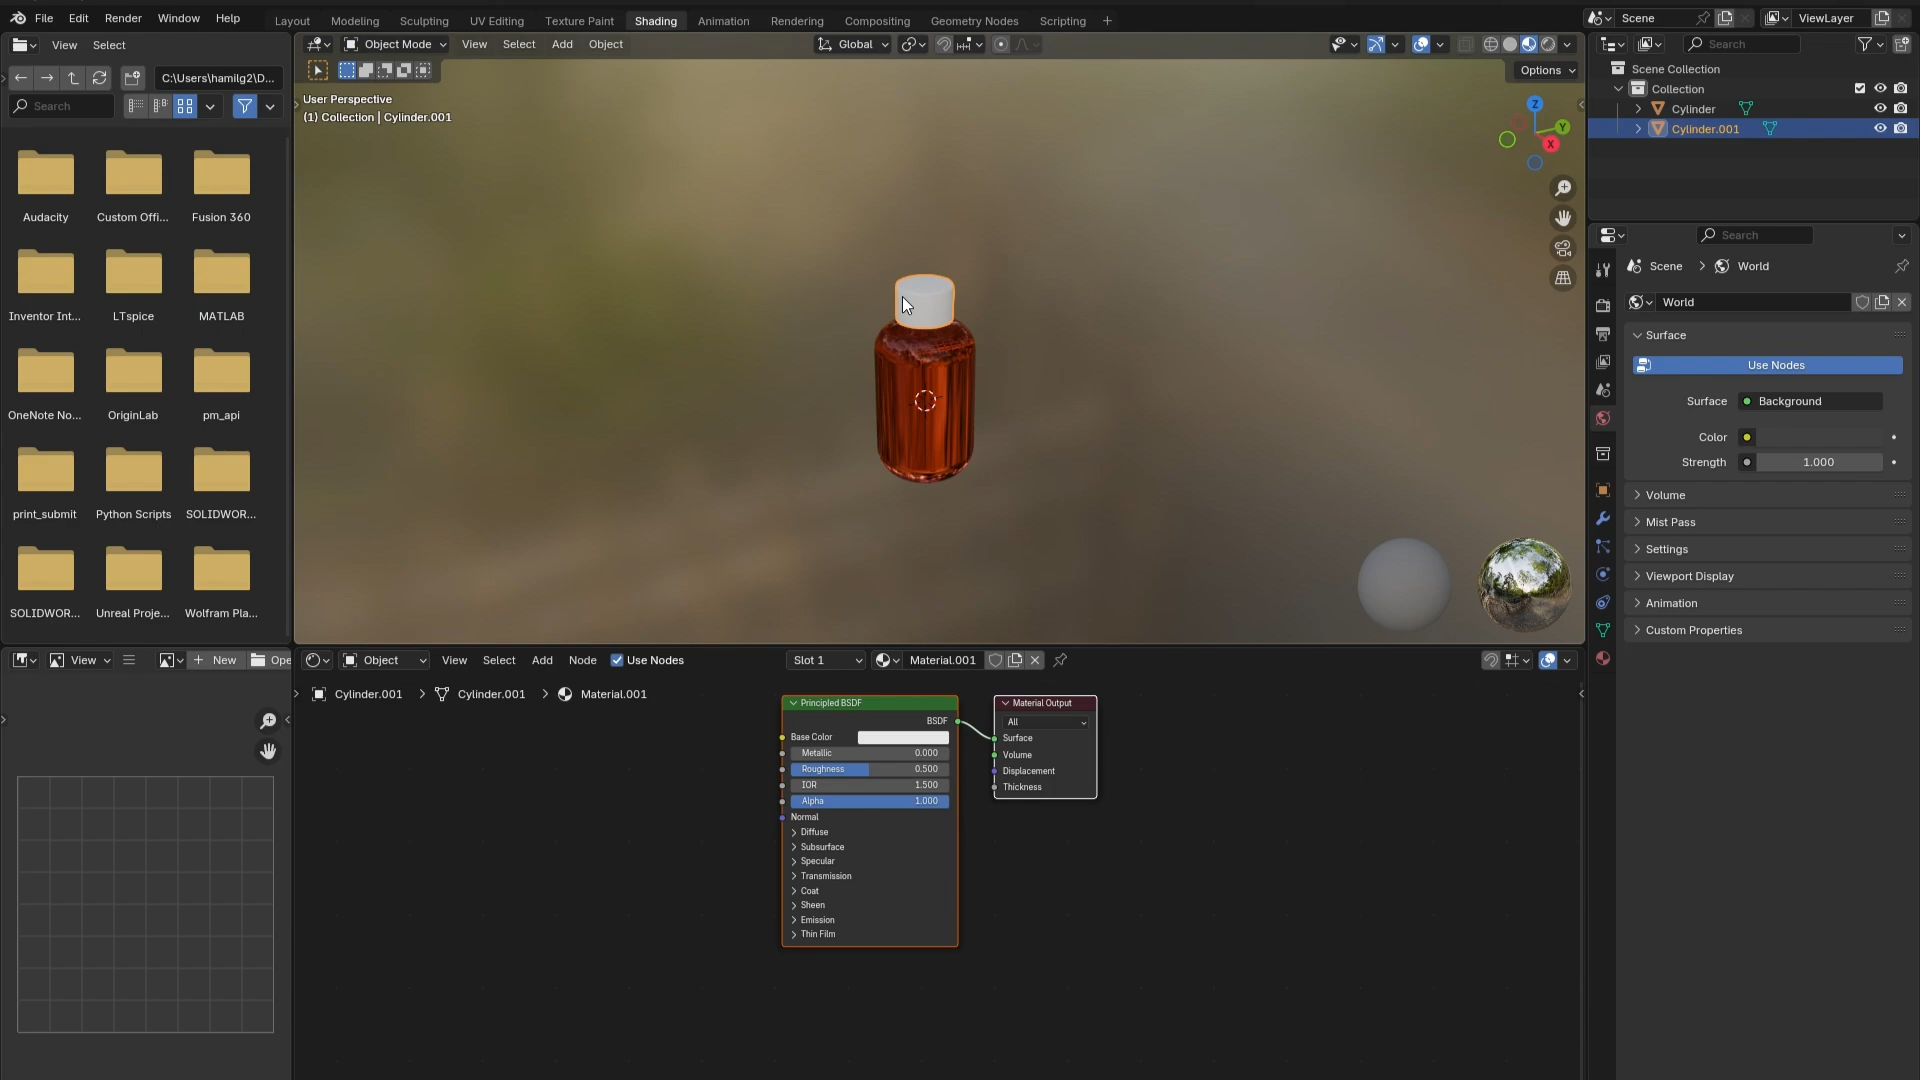 File Edit Render Window Help Layout Modeling Sculpting UV Editing Texture Paint Shading Animation Rendering Compositing Geometry Nodes Scripting + Scene ViewLayer
View Select
Object Mode View Select Add Object Global
Search
C:\Users\hamilg2\D...
Options
Search
Scene Collection
Collection
Cylinder
Cylinder.001
User Perspective
(1) Collection | Cylinder.001
Z
Y
X
Audacity Custom Offi... Fusion 360
Inventor Int... LTspice MATLAB
OneNote No... OriginLab pm_api
print_submit Python Scripts SOLIDWOR...
SOLIDWOR... Unreal Proje... Wolfram Pla...
Search
Scene > World
World
Surface
Use Nodes
Surface Background
Color
Strength 1.000
Volume
Mist Pass
Settings
Viewport Display
Animation
Custom Properties
View + New Ope
Object View Select Add Node Use Nodes Slot 1 Material.001
Cylinder.001 > Cylinder.001 > Material.001
Principled BSDF
BSDF
Base Color
Metallic 0.000
Roughness 0.500
IOR 1.500
Alpha 1.000
Normal
Diffuse
Subsurface
Specular
Transmission
Coat
Sheen
Emission
Thin Film
Material Output
All
Surface
Volume
Displacement
Thickness